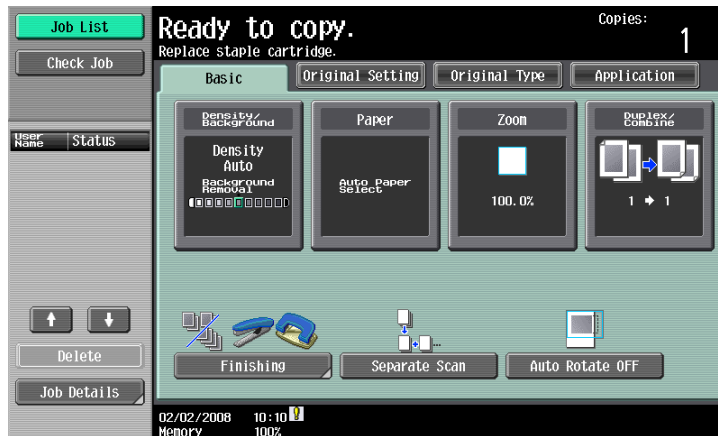 Job List
Check Job
User Name
Status
Delete
Job Details
Ready to copy.
Replace staple cartridge.
Copies:
1
Basic
Original Setting
Original Type
Application
Density/
Background
Density
Auto
Background
Removal
Paper
Auto Paper
Select
Zoom
100.0%
Duplex/
Combine
1 → 1
Finishing
Separate Scan
Auto Rotate OFF
02/02/2008 10:10
Memory 100%